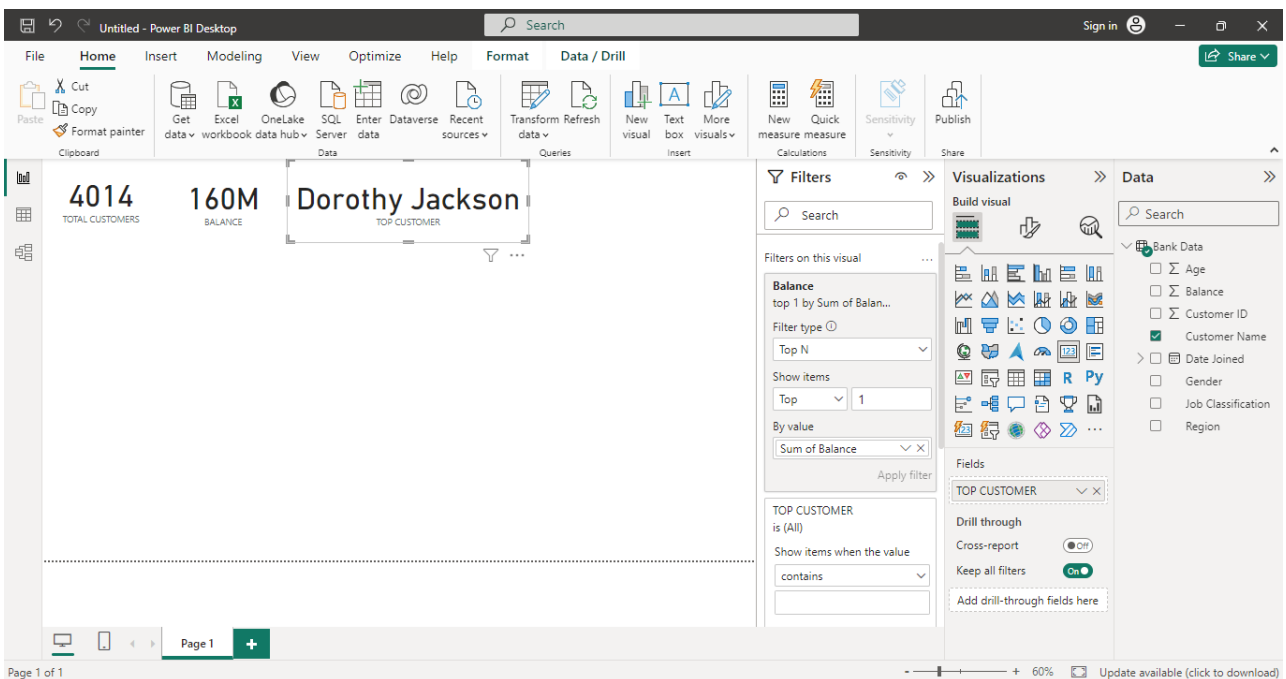 Untitled - Power BI Desktop
Search
Sign in
File Home Insert Modeling View Optimize Help Format Data / Drill
Share
Paste
Cut
Copy
Format painter
Clipboard
Get data
Excel workbook
OneLake data hub
SQL Server
Enter data
Dataverse
Recent sources
Data
Transform data
Refresh
Queries
New visual
Text box
More visuals
Insert
New measure
Quick measure
Calculations
Sensitivity
Sensitivity
Publish
Share
4014
TOTAL CUSTOMERS
160M
BALANCE
Dorothy Jackson
TOP CUSTOMER
Filters
Search
Filters on this visual
Balance
top 1 by Sum of Balan...
Filter type
Top N
Show items
Top 1
By value
Sum of Balance
Apply filter
TOP CUSTOMER
is (All)
Show items when the value
contains
Visualizations
Build visual
123
R Py
123
Fields
TOP CUSTOMER
Drill through
Cross-report Off
Keep all filters On
Add drill-through fields here
Data
Search
Bank Data
Age
Balance
Customer ID
Customer Name
Date Joined
Gender
Job Classification
Region
Page 1
Page 1 of 1
- + 60%
Update available (click to download)